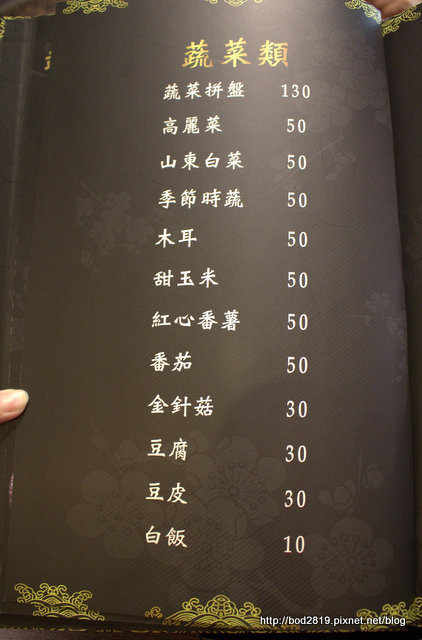 蔬菜類
蔬菜拼盤 130
高麗菜 50
山東白菜 50
季節時蔬 50
木耳 50
甜玉米 50
紅心番薯 50
番茄 50
金針菇 30
豆腐 30
豆皮 30
白飯 10
http://bod2819.pixnet.net/blog